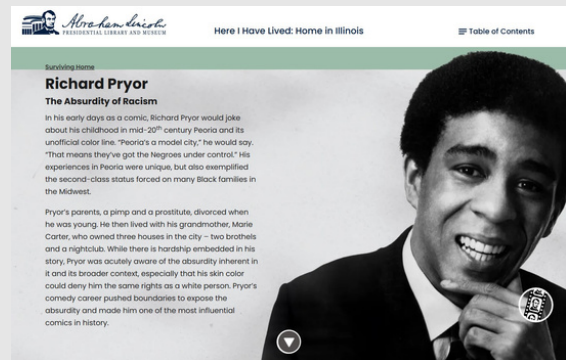 Abraham Lincoln
PRESIDENTIAL LIBRARY AND MUSEUM
Here I Have Lived: Home in Illinois
Table of Contents
Surviving Home
Richard Pryor
The Absurdity of Racism
In his early days as a comic, Richard Pryor would joke
about his childhood in mid-20th century Peoria and its
unofficial color line. “Peoria’s a model city,” he would say.
“That means they’ve got the Negroes under control.” His
experiences in Peoria were unique, but also exemplified
the second-class status forced on many Black families in
the Midwest.
Pryor’s parents, a pimp and a prostitute, divorced when
he was young. He then lived with his grandmother, Marie
Carter, who owned three houses in the city – two brothels
and a nightclub. While there is hardship embedded in his
story, Pryor was acutely aware of the absurdity inherent in
it and its broader context, especially that his skin color
could deny him the same rights as a white person. Pryor’s
comedy career pushed boundaries to expose the
absurdity and made him one of the most influential
comics in history.